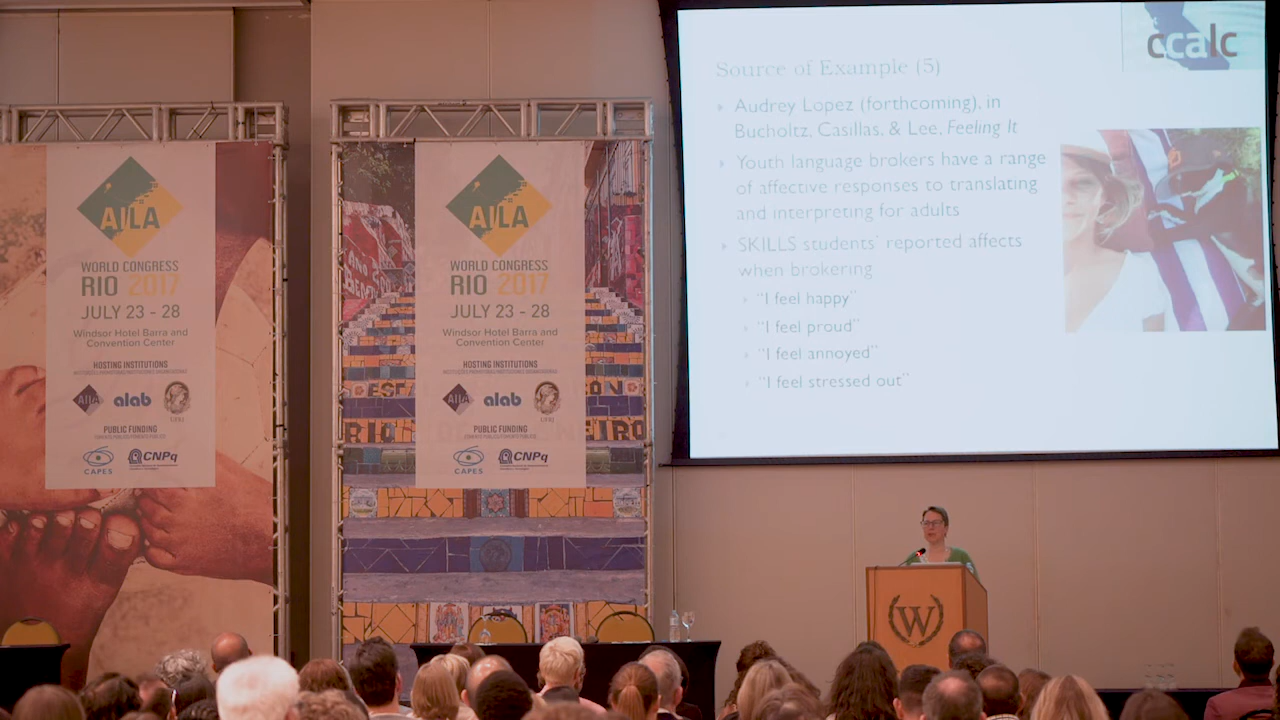 AILA
WORLD CONGRESS
RIO 2017
JULY 23 - 28
Windsor Hotel Barra and
Convention Center
HOSTING INSTITUTIONS
AILA
alab
PUBLIC FUNDING
CAPES
CNPq
AILA
WORLD CONGRESS
RIO 2017
JULY 23 - 28
Windsor Hotel Barra and
Convention Center
HOSTING INSTITUTIONS
AILA
alab
PUBLIC FUNDING
CAPES
CNPq
RIO
ccalc
Source of Example (5)
Audrey Lopez (forthcoming), in
Bucholtz, Casillas, & Lee, Feeling It
Youth language brokers have a range
of affective responses to translating
and interpreting for adults
SKILLS students' reported affects
when brokering
"I feel happy"
"I feel proud"
"I feel annoyed"
"I feel stressed out"
W